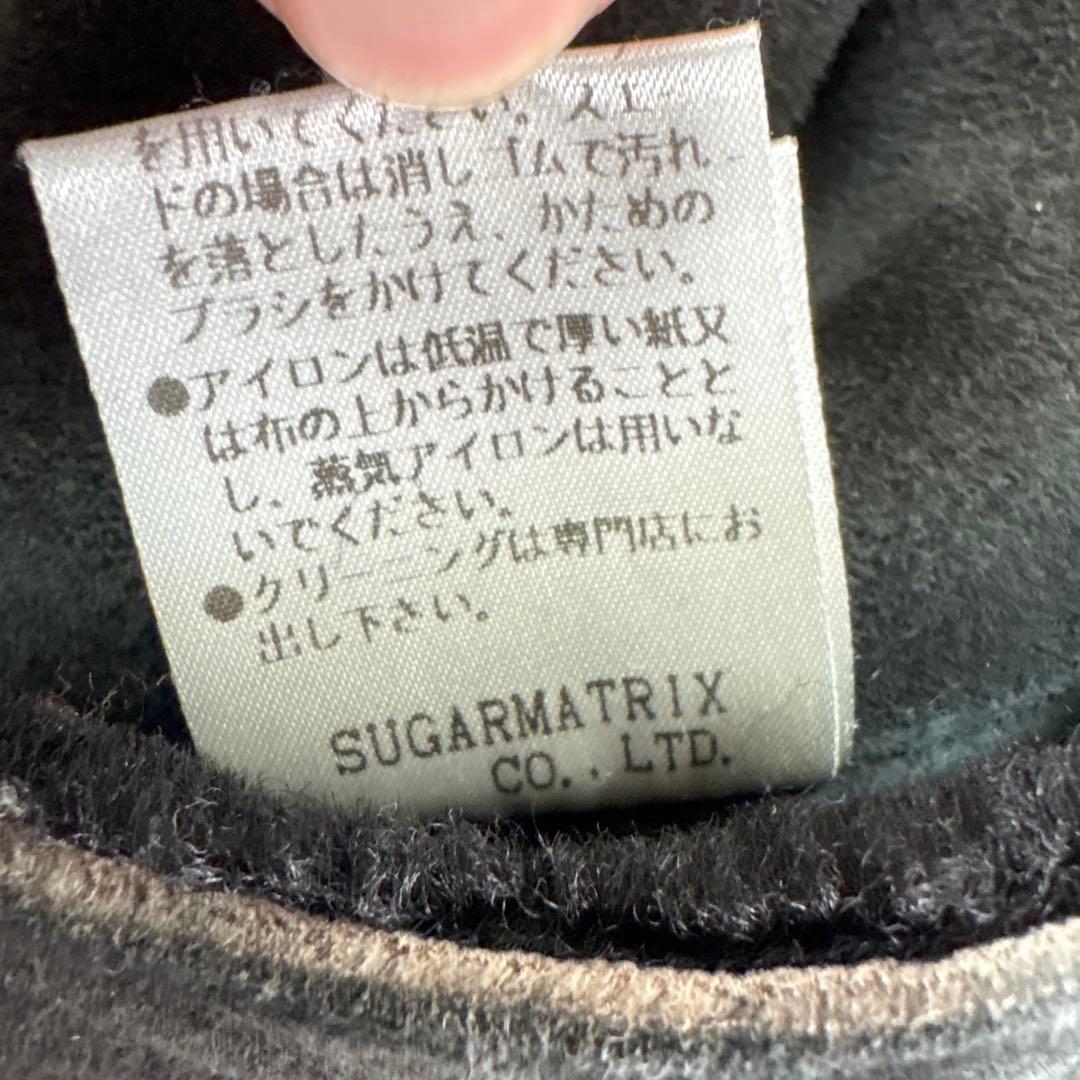 を用いてください。スエー
ドの場合は消しゴムで汚れ
を落としたうえ、かための
ブラシをかけてください。
●アイロンは低温で厚い紙又
は布の上からかけることと
し、蒸気アイロンは用いな
いでください。
●クリーニングは専門店にお
出し下さい。
SUGARMATRIX
CO.,LTD.